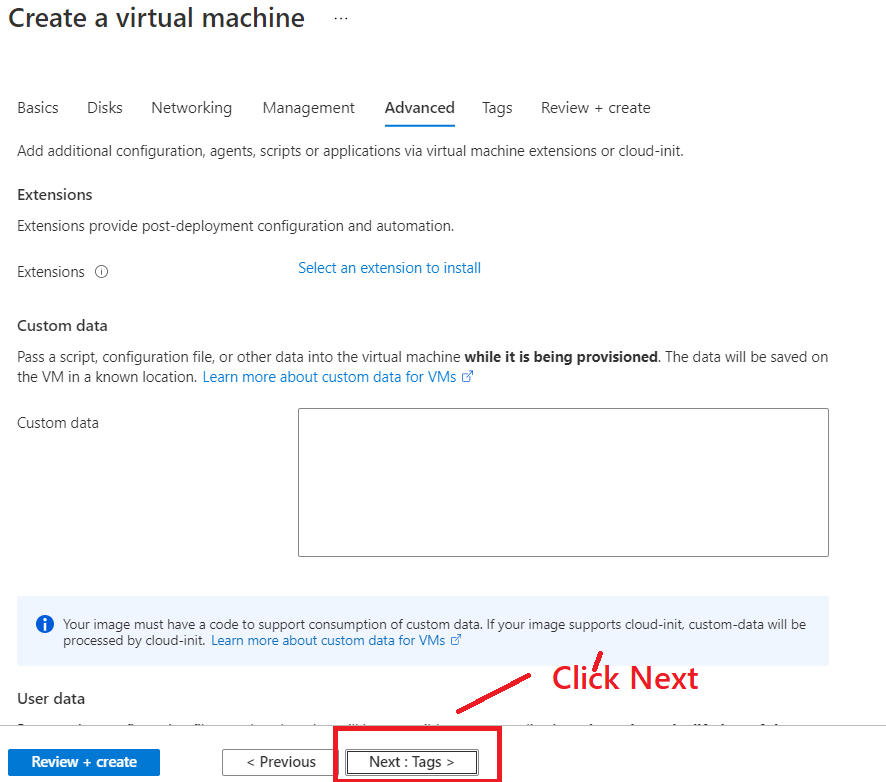 Create a virtual machine ...
Basics Disks Networking Management Advanced Tags Review + create
Add additional configuration, agents, scripts or applications via virtual machine extensions or cloud-init.
Extensions
Extensions provide post-deployment configuration and automation.
Extensions Select an extension to install
Custom data
Pass a script, configuration file, or other data into the virtual machine while it is being provisioned. The data will be saved on
the VM in a known location. Learn more about custom data for VMs
Custom data
Your image must have a code to support consumption of custom data. If your image supports cloud-init, custom-data will be
processed by cloud-init. Learn more about custom data for VMs
Click Next
User data
Review + create < Previous Next : Tags >